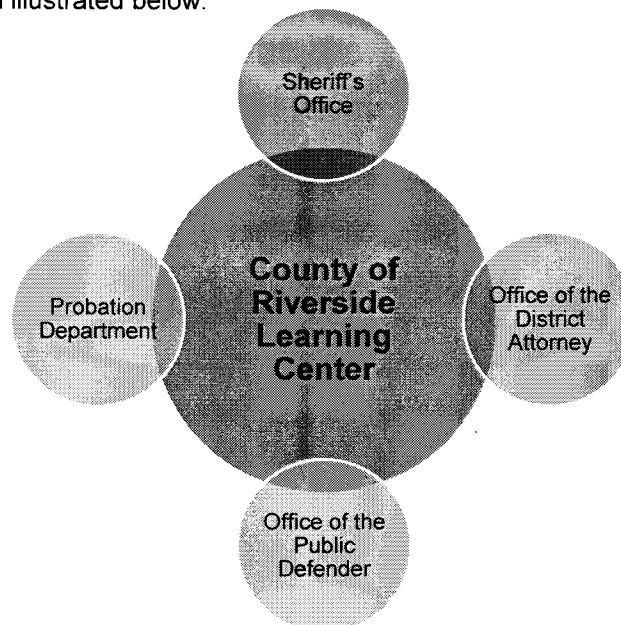 illustrated below.
Sheriff's
Office
County of
Riverside
Learning
Center
Probation
Department
Office of the
District
Attorney
Office of the
Public
Defender